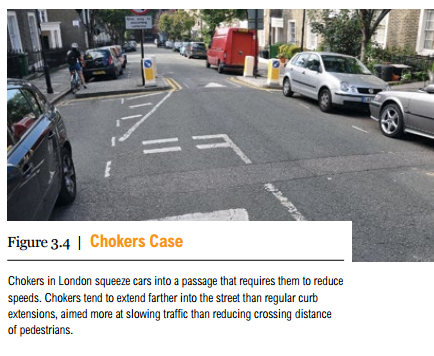 Figure 3.4 | Chokers Case
Chokers in London squeeze cars into a passage that requires them to reduce
speeds. Chokers tend to extend farther into the street than regular curb
extensions, aimed more at slowing traffic than reducing crossing distance
of pedestrians.